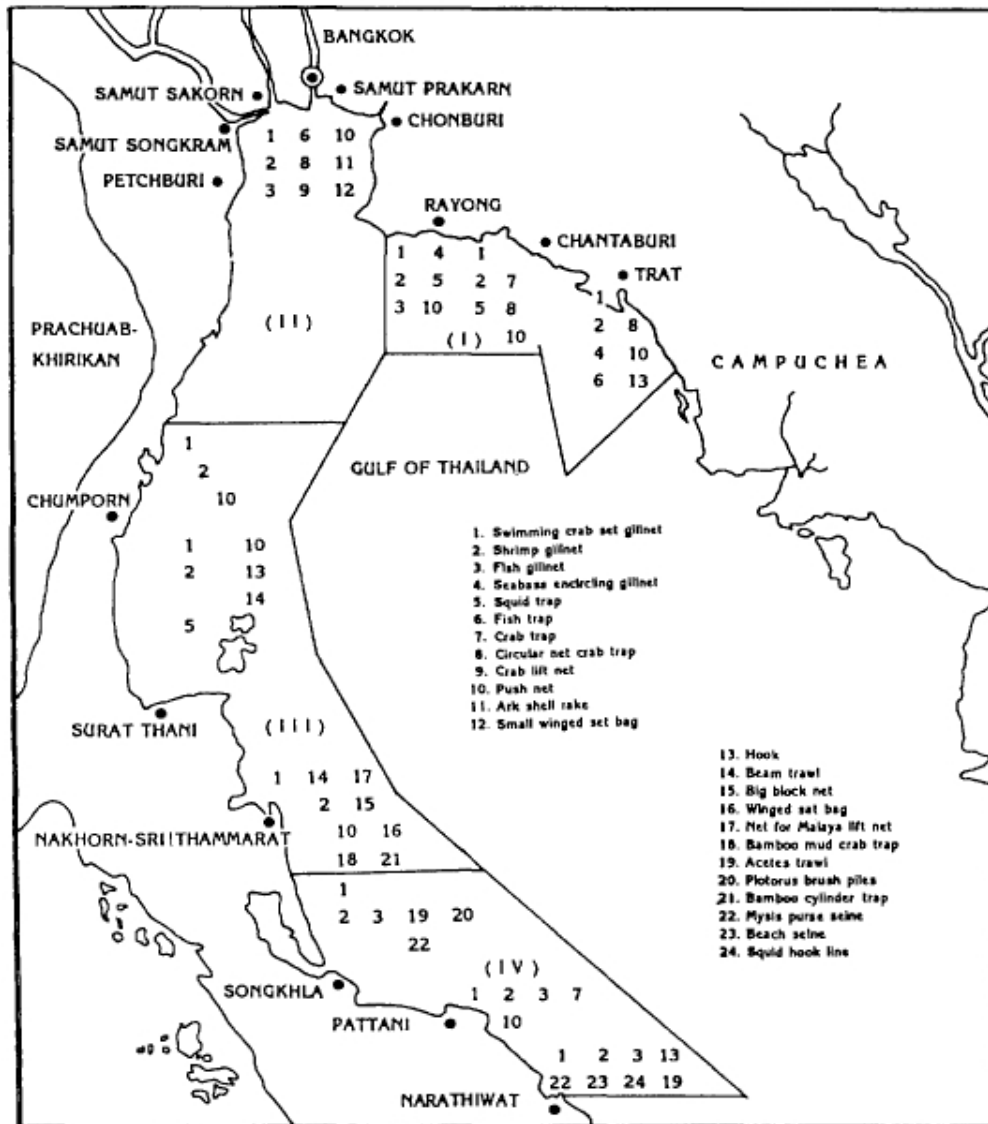 BANGKOK
SAMUT SAKORN
SAMUT PRAKARN
SAMUT SONGKRAM
CHONBURI
1 6 10
2 8 11
3 9 12
PETCHBURI
RAYONG
CHANTABURI
TRAT
1 4 1
2 5 2 7
3 10 5 8
(I) 10
1
2 8
4 10
6 13
(II)
PRACHUAB-
KHIRIKAN
CAMPUCHEA
GULF OF THAILAND
1
2
10
CHUMPORN
1 10
2 13
14
5
SURAT THANI
(III)
1 14 17
2 15
10 16
18 21
NAKHORN-SRITHAMMARAT
1. Swimming crab set gillnet
2. Shrimp gillnet
3. Fish gillnet
4. Seabass encircling gillnet
5. Squid trap
6. Fish trap
7. Crab trap
8. Circular net crab trap
9. Crab lift net
10. Push net
11. Ark shell rake
12. Small winged set bag
13. Hook
14. Beam trawl
15. Big block net
16. Winged sat bag
17. Net for Malaya lift net
18. Bamboo mud crab trap
19. Acetes trawl
20. Plotorus brush piles
21. Bamboo cylinder trap
22. Mysis purse seine
23. Beach seine
24. Squid hook line
1
2 3 19 20
22
SONGKHLA
(IV)
1 2 3 7
10
PATTANI
1 2 3 13
22 23 24 19
NARATHIWAT